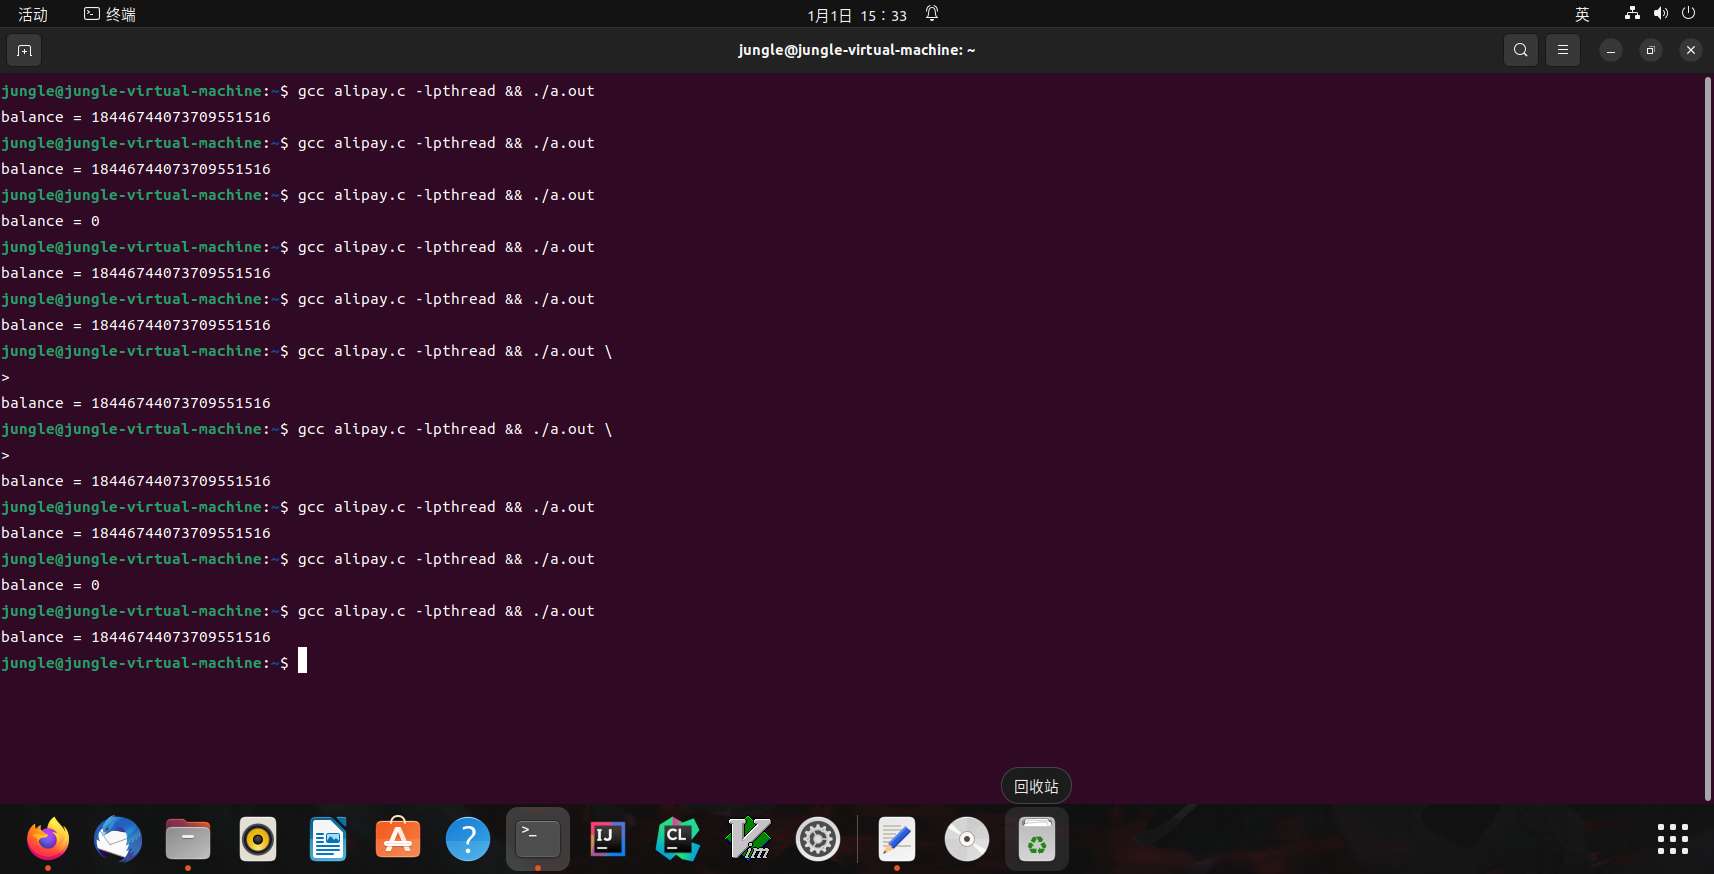 活动 终端 1月1日 15：33 英
jungle@jungle-virtual-machine: ~
jungle@jungle-virtual-machine:~$ gcc alipay.c -lpthread && ./a.out
balance = 18446744073709551516
jungle@jungle-virtual-machine:~$ gcc alipay.c -lpthread && ./a.out
balance = 18446744073709551516
jungle@jungle-virtual-machine:~$ gcc alipay.c -lpthread && ./a.out
balance = 0
jungle@jungle-virtual-machine:~$ gcc alipay.c -lpthread && ./a.out
balance = 18446744073709551516
jungle@jungle-virtual-machine:~$ gcc alipay.c -lpthread && ./a.out
balance = 18446744073709551516
jungle@jungle-virtual-machine:~$ gcc alipay.c -lpthread && ./a.out \
>
balance = 18446744073709551516
jungle@jungle-virtual-machine:~$ gcc alipay.c -lpthread && ./a.out \
>
balance = 18446744073709551516
jungle@jungle-virtual-machine:~$ gcc alipay.c -lpthread && ./a.out
balance = 18446744073709551516
jungle@jungle-virtual-machine:~$ gcc alipay.c -lpthread && ./a.out
balance = 0
jungle@jungle-virtual-machine:~$ gcc alipay.c -lpthread && ./a.out
balance = 18446744073709551516
jungle@jungle-virtual-machine:~$
回收站
>_ IJ CL Vim